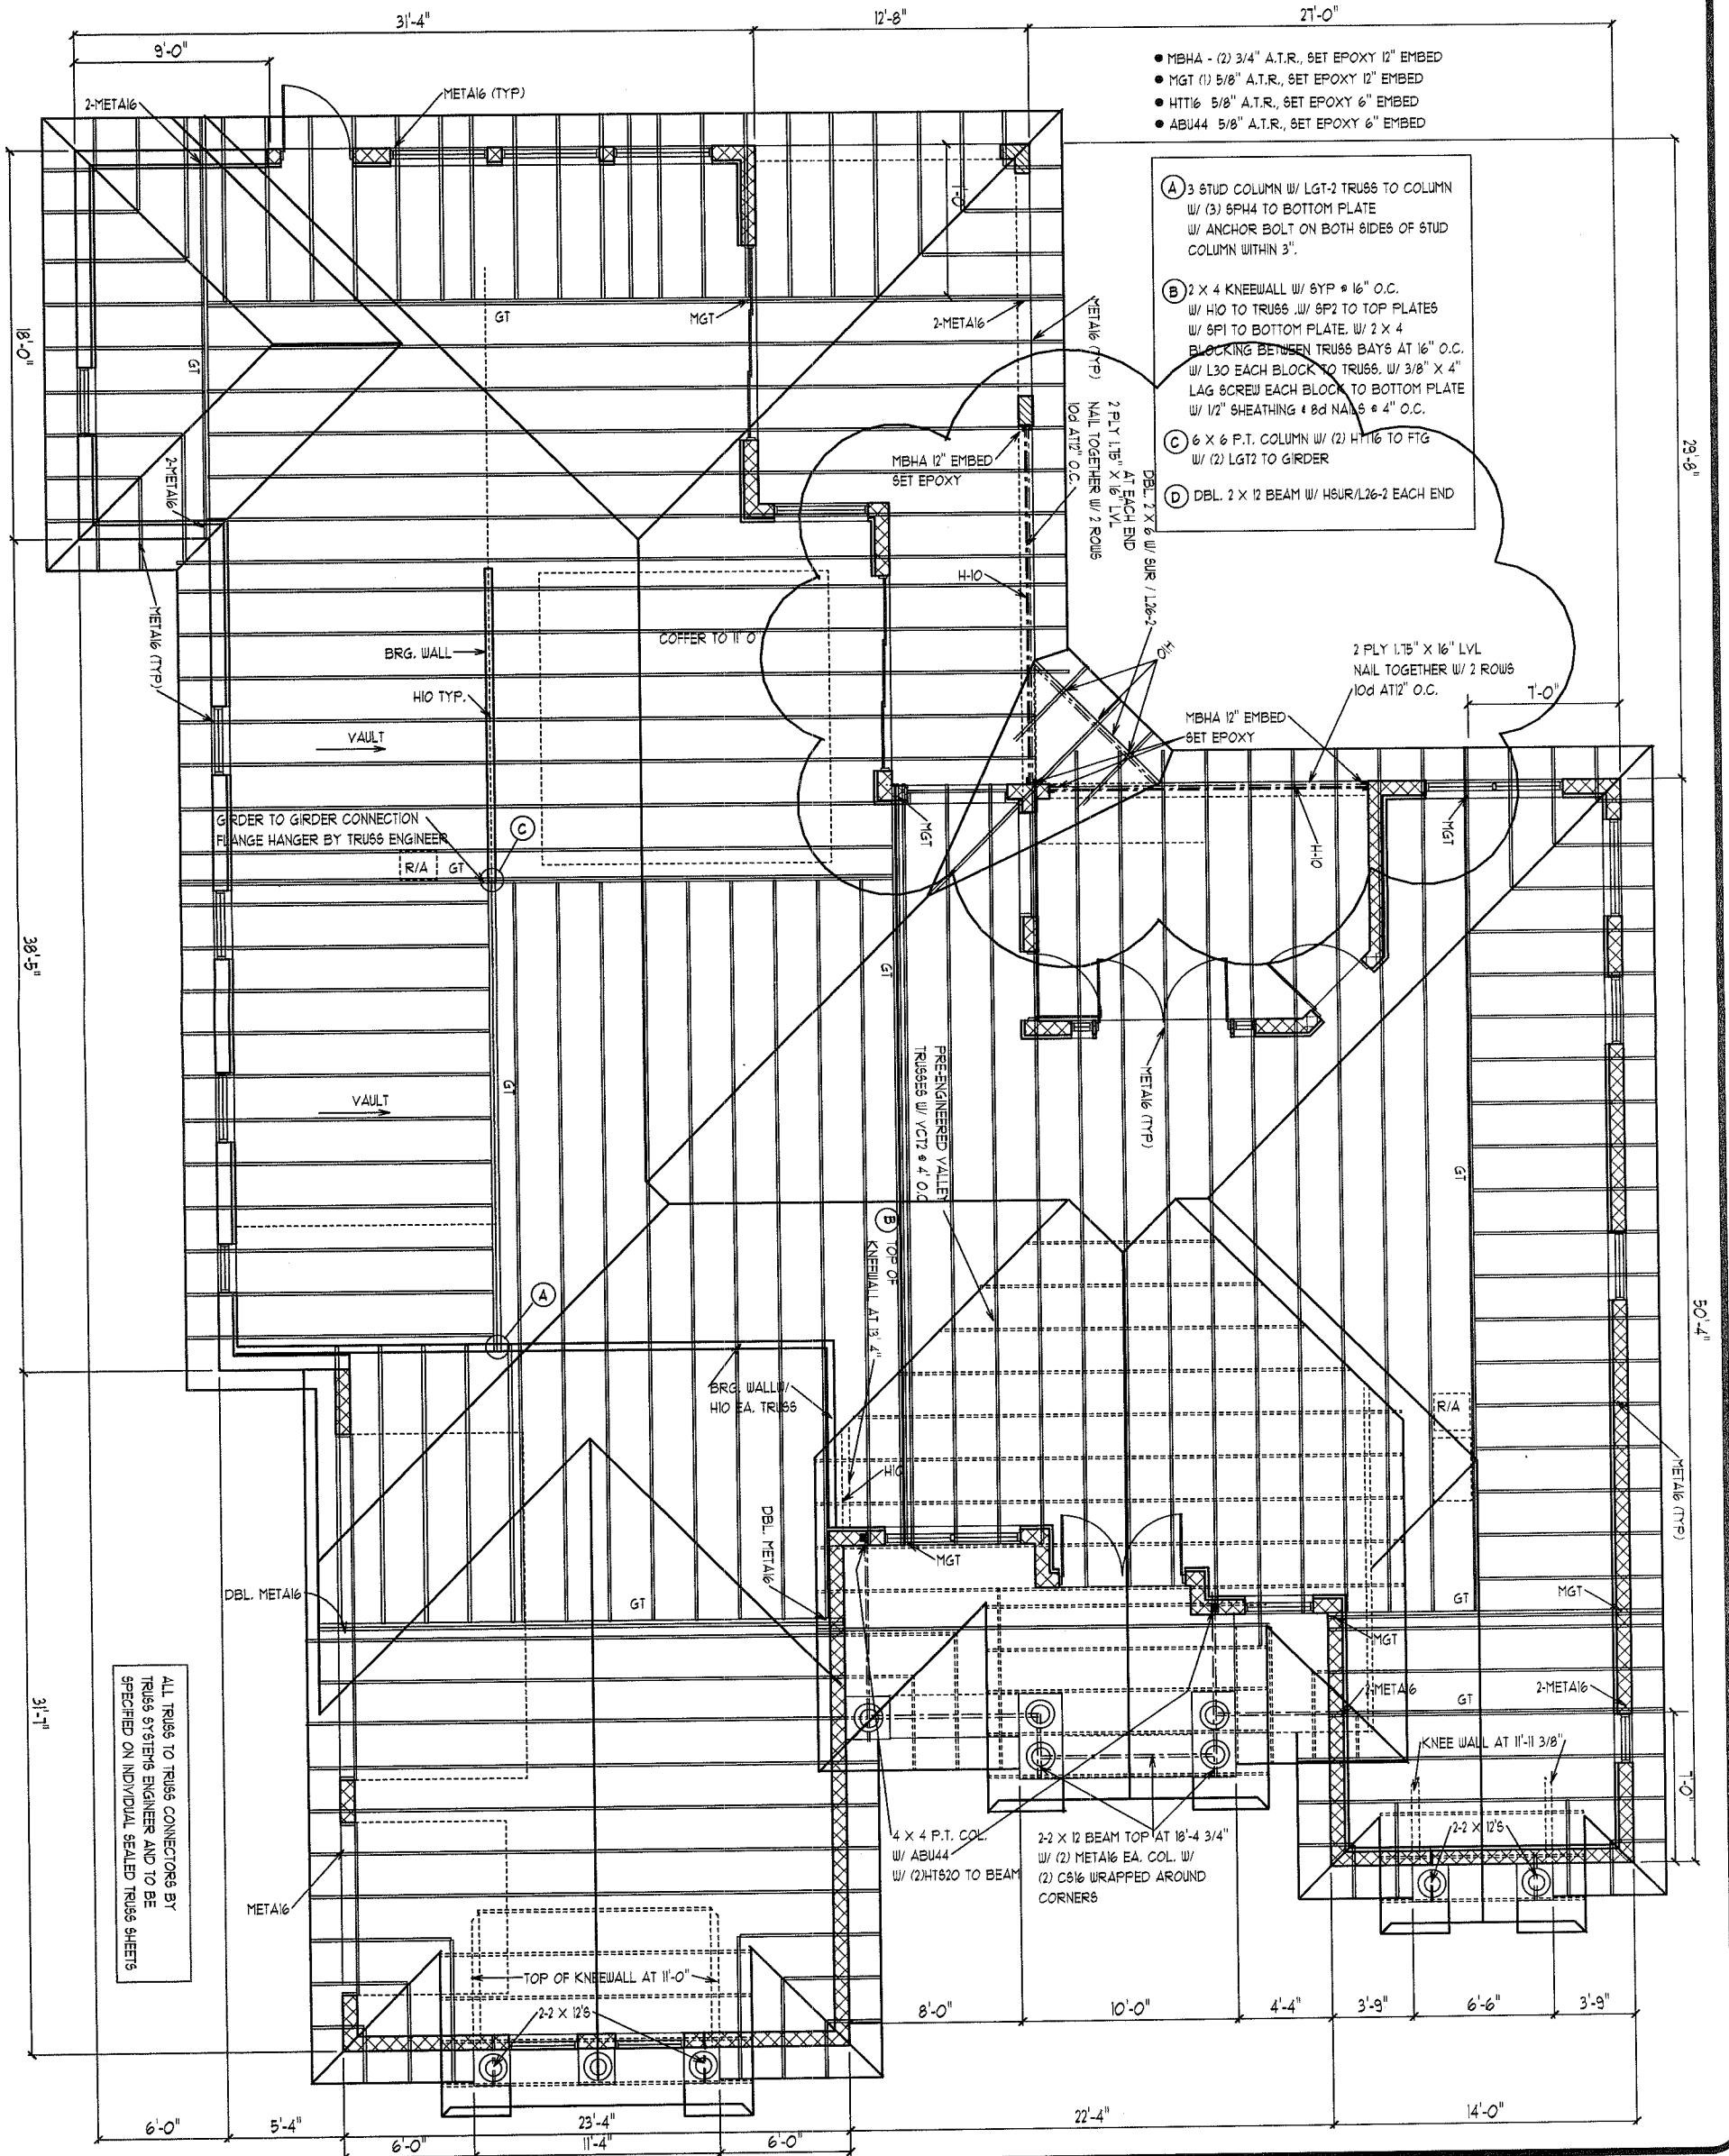 31'-4"
12'-8"
27'-0"
9'-0"
● MBHA - (2) 3/4" A.T.R., SET EPOXY 12" EMBED
● MGT (1) 5/8" A.T.R., SET EPOXY 12" EMBED
● HTT16 5/8" A.T.R., SET EPOXY 6" EMBED
● ABU44 5/8" A.T.R., SET EPOXY 6" EMBED
2-META16
META16 (TYP)
A 3 STUD COLUMN W/ LGT-2 TRUSS TO COLUMN
W/ (3) SPH4 TO BOTTOM PLATE
W/ ANCHOR BOLT ON BOTH SIDES OF STUD
COLUMN WITHIN 3".
B 2 X 4 KNEEWALL W/ SYP @ 16" O.C.
W/ H10 TO TRUSS .W/ SP2 TO TOP PLATES
W/ SP1 TO BOTTOM PLATE. W/ 2 X 4
BLOCKING BETWEEN TRUSS BAYS AT 16" O.C.
W/ L30 EACH BLOCK TO TRUSS. W/ 3/8" X 4"
LAG SCREW EACH BLOCK TO BOTTOM PLATE
W/ 1/2" SHEATHING & 8d NAILS @ 4" O.C.
C 6 X 6 P.T. COLUMN W/ (2) HTT16 TO FTG
W/ (2) LGT2 TO GIRDER
D DBL. 2 X 12 BEAM W/ HSUR/L26-2 EACH END
18'-0"
GT
GT
MGT
2-META16
META16 (TYP)
7'-0"
29'-8"
2 PLY 1.75" X 16" LVL
NAIL TOGETHER W/ 2 ROWS
10d AT12" O.C.
MBHA 12" EMBED
SET EPOXY
DBL. 2 X 6 W/ SUR / L26-2
AT EACH END
2-META16
H-10
META16 (TYP)
BRG. WALL
COFFER TO 11' 0"
H10
2 PLY 1.75" X 16" LVL
NAIL TOGETHER W/ 2 ROWS
10d AT12" O.C.
7'-0"
H10 TYP.
VAULT
MBHA 12" EMBED
SET EPOXY
GIRDER TO GIRDER CONNECTION
FLANGE HANGER BY TRUSS ENGINEER
C
R/A
GT
MGT
MGT
H-10
38'-5"
GT
PRE-ENGINEERED VALLEY
TRUSSES W/ VCT2 @ 4' O.C
META16 (TYP)
GT
VAULT
GT
50'-4"
B TOP OF
KNEEWALL AT 13' 4"
A
BRG. WALL W/
H10 EA. TRUSS
R/A
H10
META16 (TYP)
DBL. META16
MGT
DBL. META16
GT
GT
MGT
MGT
31'-7"
ALL TRUSS TO TRUSS CONNECTORS BY
TRUSS SYSTEMS ENGINEER AND TO BE
SPECIFIED ON INDIVIDUAL SEALED TRUSS SHEETS
2-META16
GT
2-META16
KNEE WALL AT 11'-11 3/8"
7'-0"
4 X 4 P.T. COL.
W/ ABU44
W/ (2)HTS20 TO BEAM
2-2 X 12 BEAM TOP AT 18'-4 3/4"
W/ (2) META16 EA. COL. W/
(2) CS16 WRAPPED AROUND
CORNERS
2-2 X 12'S
META16
TOP OF KNEEWALL AT 11'-0"
2-2 X 12'S
8'-0"
10'-0"
4'-4"
3'-9"
6'-6"
3'-9"
6'-0"
5'-4"
23'-4"
22'-4"
14'-0"
6'-0"
11'-4"
6'-0"